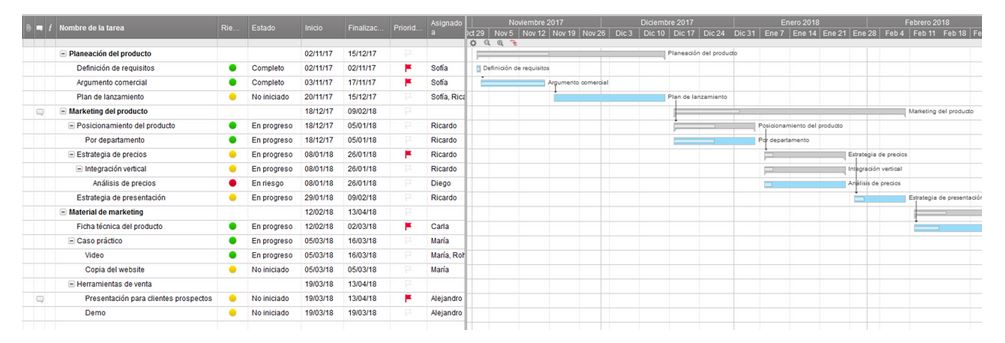 Noviembre 2017 Diciembre 2017 Enero 2018 Febrero 2018
i Nombre de la tarea Rie... Estado Inicio Finalizac... Priorid... Asignado a Oct 29 Nov 5 Nov 12 Nov 19 Nov 26 Dic 3 Dic 10 Dic 17 Dic 24 Dic 31 Ene 7 Ene 14 Ene 21 Ene 28 Feb 4 Feb 11 Feb 18 Fe
Planeación del producto 02/11/17 15/12/17 Planeación del producto
Definición de requisitos Completo 02/11/17 02/11/17 Sofía Definición de requisitos
Argumento comercial Completo 03/11/17 17/11/17 Sofía Argumento comercial
Plan de lanzamiento No iniciado 20/11/17 15/12/17 Sofía, Rica Plan de lanzamiento
Marketing del producto 18/12/17 09/02/18 Marketing del producto
Posicionamiento del producto En progreso 18/12/17 05/01/18 Ricardo Posicionamiento del producto
Por departamento En progreso 18/12/17 05/01/18 Ricardo Por departamento
Estrategia de precios En progreso 08/01/18 26/01/18 Ricardo Estrategia de precios
Integración vertical En progreso 08/01/18 26/01/18 Ricardo Integración vertical
Análisis de precios En riesgo 08/01/18 26/01/18 Diego Análisis de precios
Estrategia de presentación En progreso 29/01/18 09/02/18 Ricardo Estrategia de presentación
Material de marketing 12/02/18 13/04/18
Ficha técnica del producto En progreso 12/02/18 02/03/18 Carla
Caso práctico En progreso 05/03/18 16/03/18 María
Video En progreso 05/03/18 16/03/18 María, Rob
Copia del website No iniciado 05/03/18 05/03/18 María
Herramientas de venta 19/03/18 13/04/18
Presentación para clientes prospectos No iniciado 19/03/18 13/04/18 Alejandro
Demo No iniciado 19/03/18 19/03/18 Alejandro